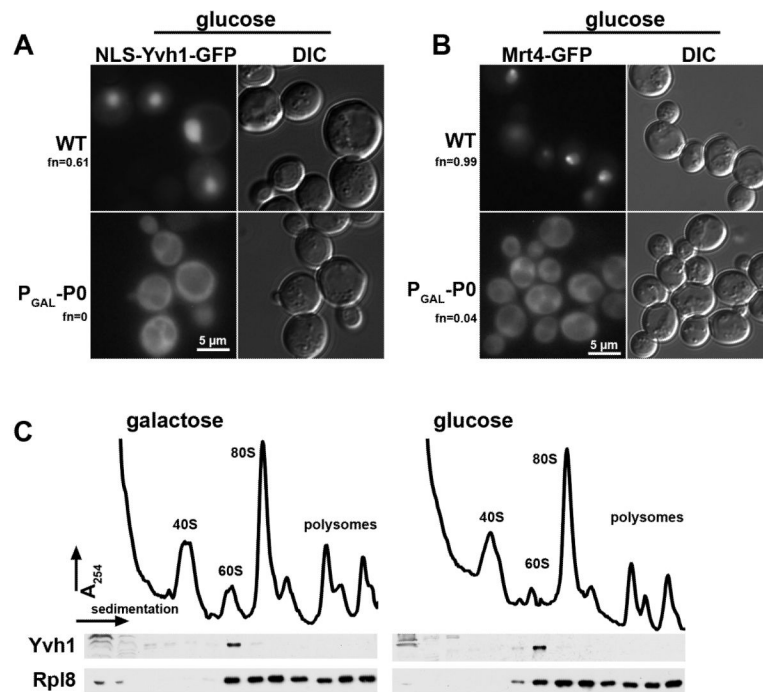 glucose
A
NLS-Yvh1-GFP DIC
WT
fn=0.61
PGAL-P0
fn=0
5 µm
glucose
B
Mrt4-GFP DIC
WT
fn=0.99
PGAL-P0
fn=0.04
5 µm
C
galactose
80S
40S
60S
polysomes
A254
sedimentation
glucose
80S
40S
60S
polysomes
Yvh1
Rpl8